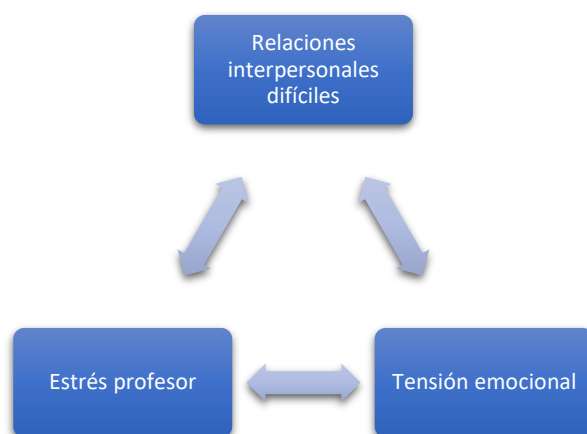 Relaciones
interpersonales
difíciles
Estrés profesor
Tensión emocional